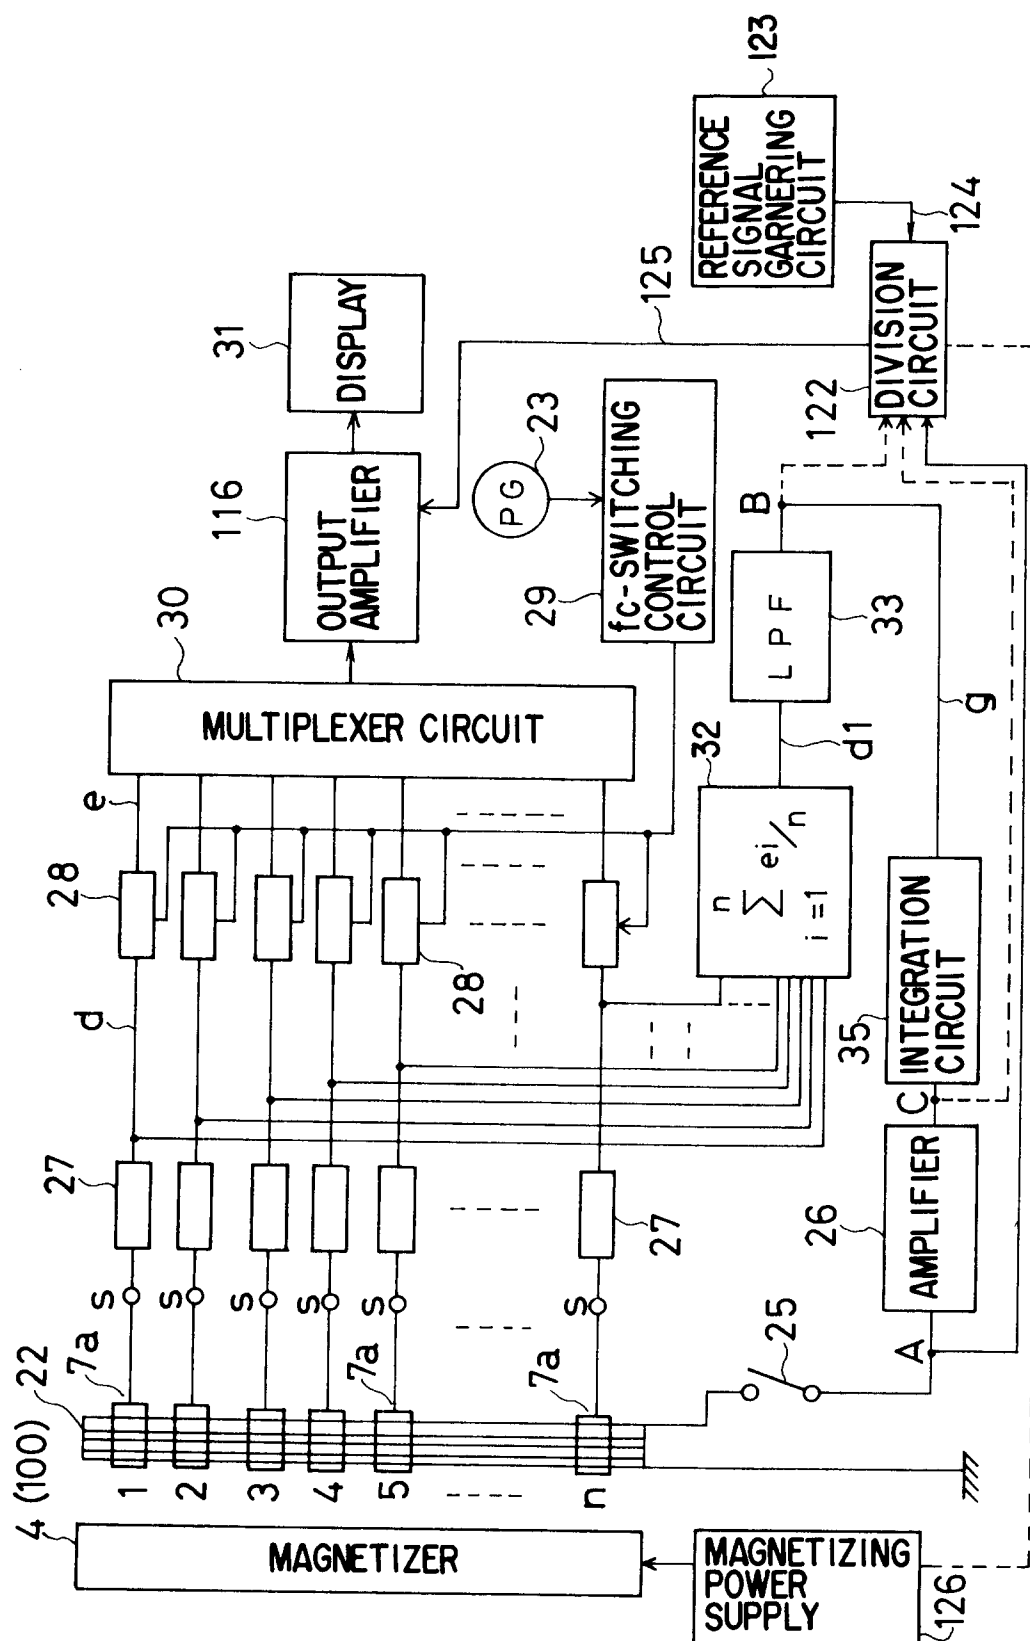 4 (100)
MAGNETIZER
MAGNETIZING
POWER
SUPPLY
126
22
7a
1
2
3
4
5
n
7a
7a
s
s
s
s
s
s
25
A
27
27
26
AMPLIFIER
C
d
35
INTEGRATION
CIRCUIT
28
28
e
n
∑ ei/n
i=1
32
d1
g
30
MULTIPLEXER CIRCUIT
29
fc-SWITCHING
CONTROL
CIRCUIT
LPF
33
B
116
OUTPUT
AMPLIFIER
PG
23
31
DISPLAY
125
122
DIVISION
CIRCUIT
124
REFERENCE
SIGNAL
GARNERING
CIRCUIT
123